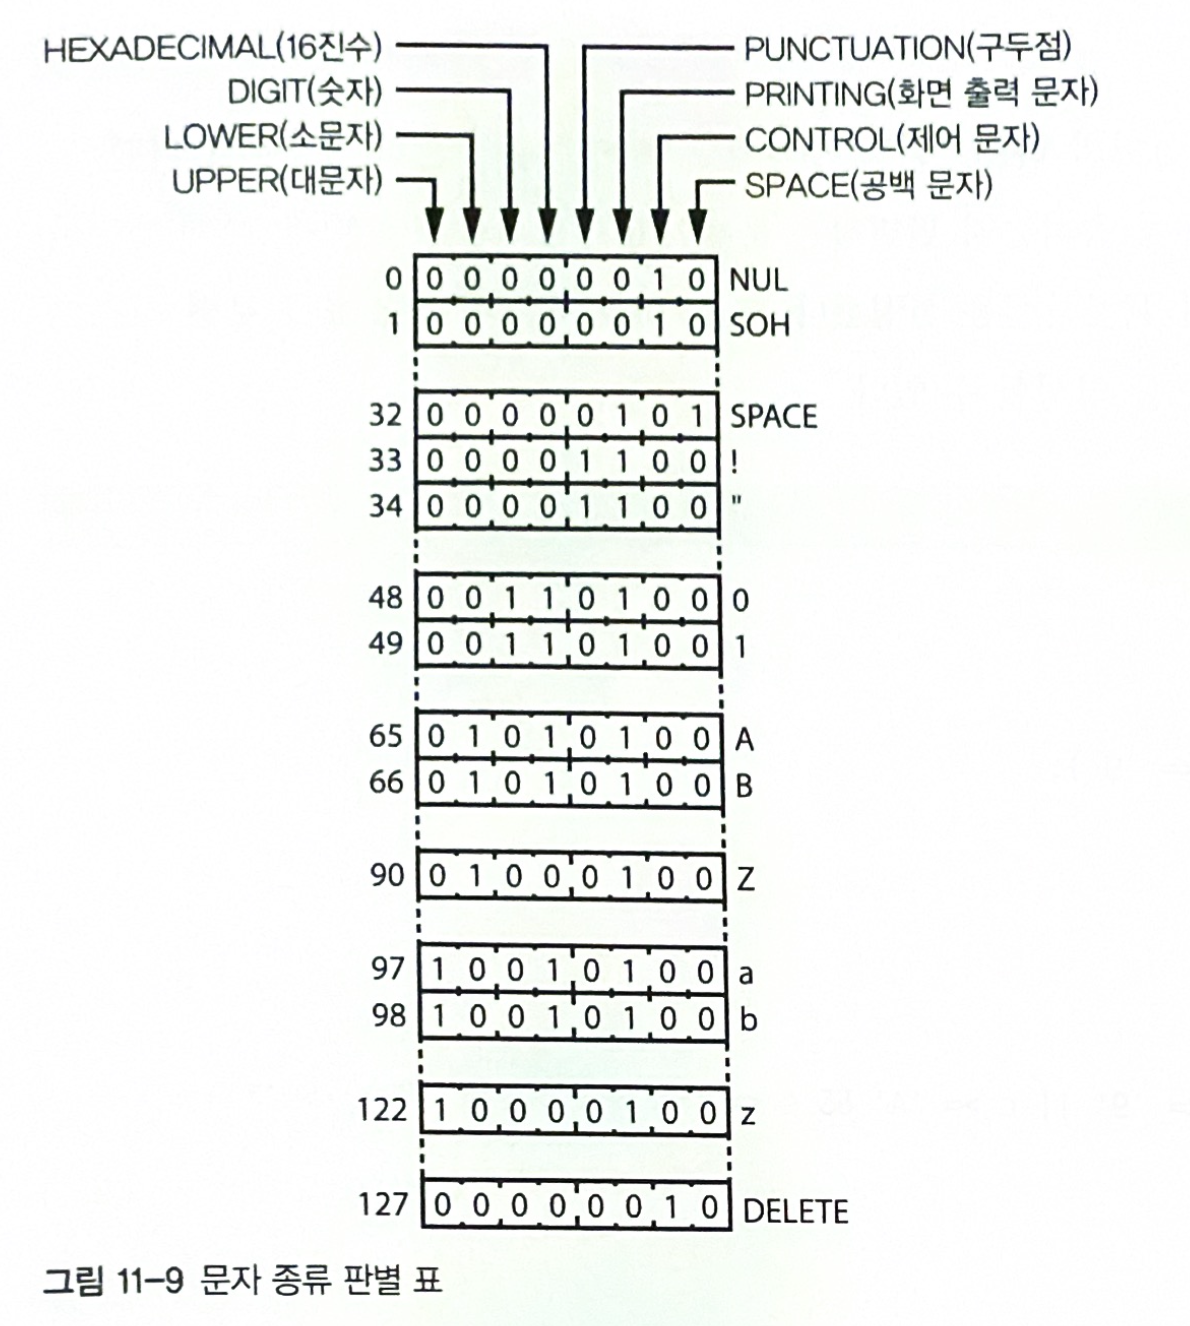 HEXADECIMAL(16진수)
DIGIT(숫자)
LOWER(소문자)
UPPER(대문자)
PUNCTUATION(구두점)
PRINTING(화면 출력 문자)
CONTROL(제어 문자)
SPACE(공백 문자)
0 0 0 0 0 0 0 1 0 NUL
1 0 0 0 0 0 0 1 0 SOH
32 0 0 0 0 0 1 0 1 SPACE
33 0 0 0 0 1 1 0 0 !
34 0 0 0 0 1 1 0 0 "
48 0 0 1 1 0 1 0 0 0
49 0 0 1 1 0 1 0 0 1
65 0 1 0 1 0 1 0 0 A
66 0 1 0 1 0 1 0 0 B
90 0 1 0 0 0 1 0 0 Z
97 1 0 0 1 0 1 0 0 a
98 1 0 0 1 0 1 0 0 b
122 1 0 0 0 0 1 0 0 z
127 0 0 0 0 0 0 1 0 DELETE
그림 11-9 문자 종류 판별 표